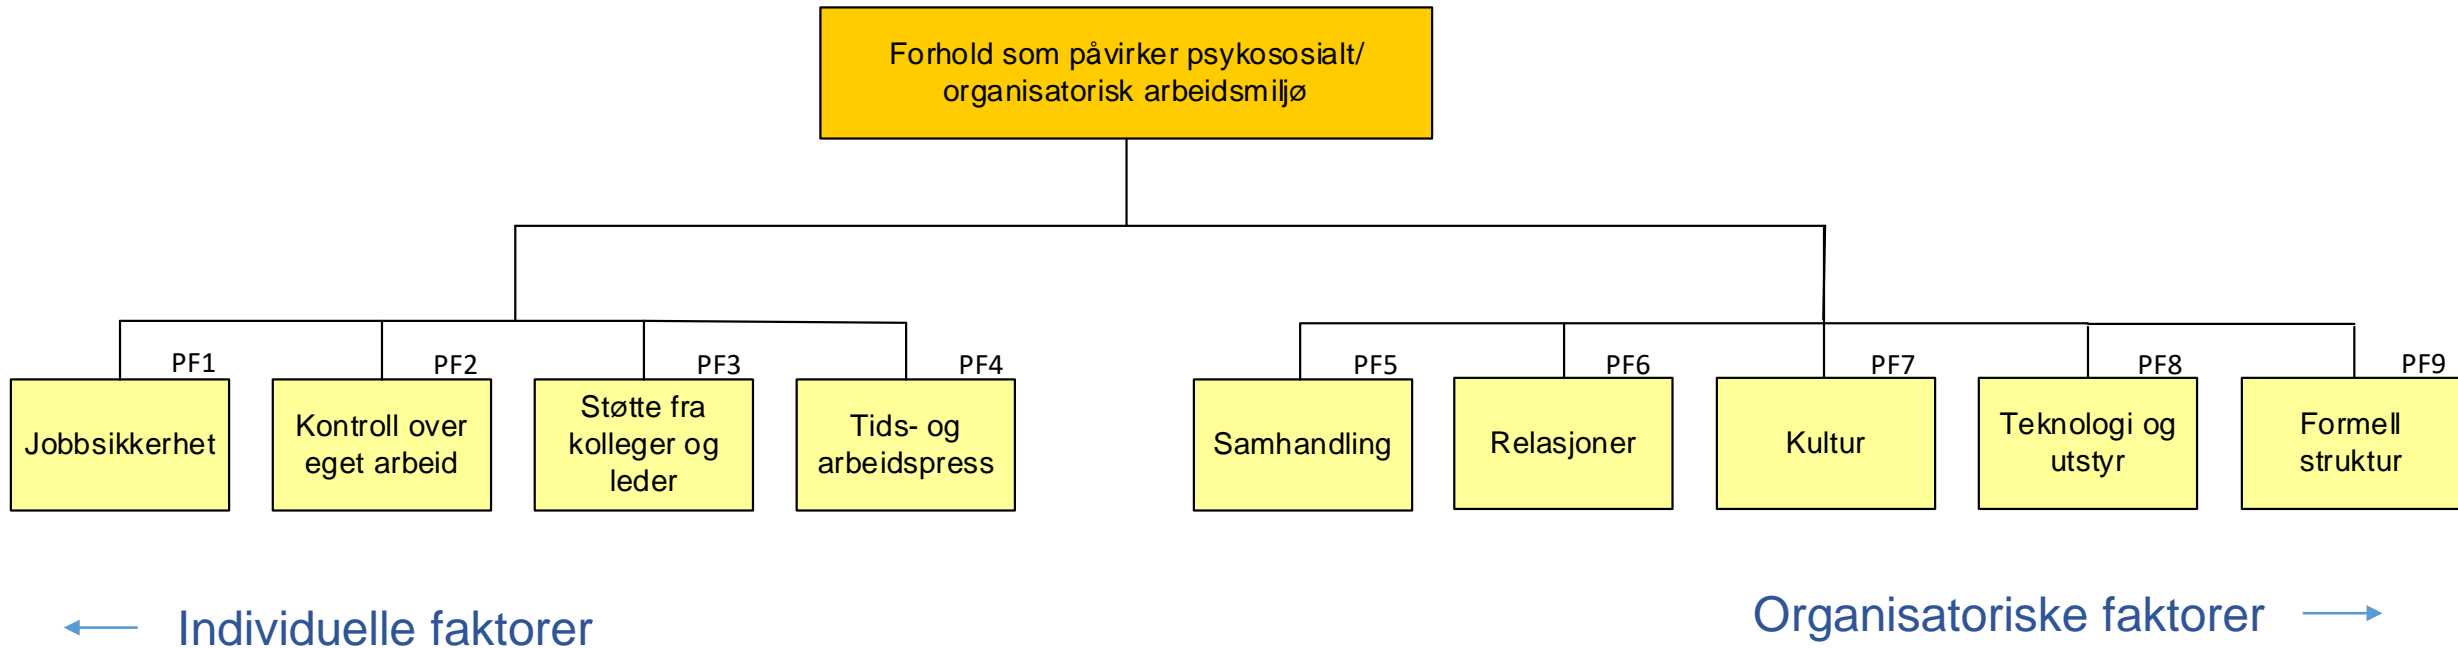 Forhold som påvirker psykososialt/
organisatorisk arbeidsmiljø
PF1
Jobbsikkerhet
PF2
Kontroll over
eget arbeid
PF3
Støtte fra
kolleger og
leder
PF4
Tids- og
arbeidspress
PF5
Samhandling
PF6
Relasjoner
PF7
Kultur
PF8
Teknologi og
utstyr
PF9
Formell
struktur
Individuelle faktorer
Organisatoriske faktorer